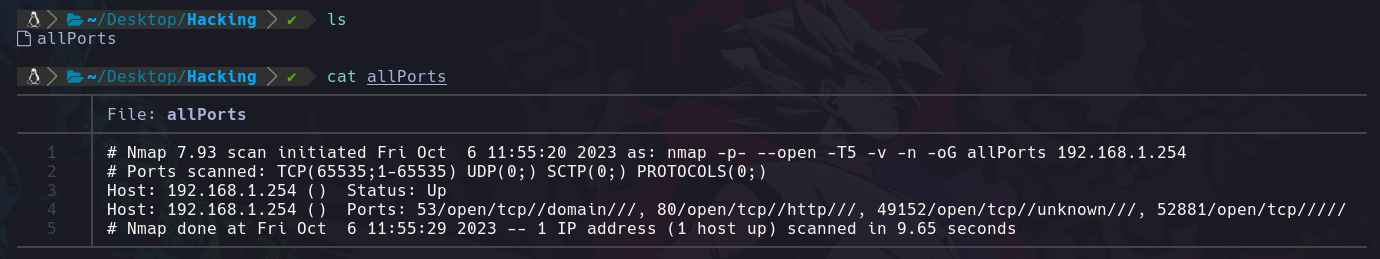 ~/Desktop/Hacking ✔ ls
allPorts
~/Desktop/Hacking ✔ cat allPorts
File: allPorts
1 # Nmap 7.93 scan initiated Fri Oct  6 11:55:20 2023 as: nmap -p- --open -T5 -v -n -oG allPorts 192.168.1.254
2 # Ports scanned: TCP(65535;1-65535) UDP(0;) SCTP(0;) PROTOCOLS(0;)
3 Host: 192.168.1.254 ()  Status: Up
4 Host: 192.168.1.254 ()  Ports: 53/open/tcp//domain///, 80/open/tcp//http///, 49152/open/tcp//unknown///, 52881/open/tcp/////
5 # Nmap done at Fri Oct  6 11:55:29 2023 -- 1 IP address (1 host up) scanned in 9.65 seconds